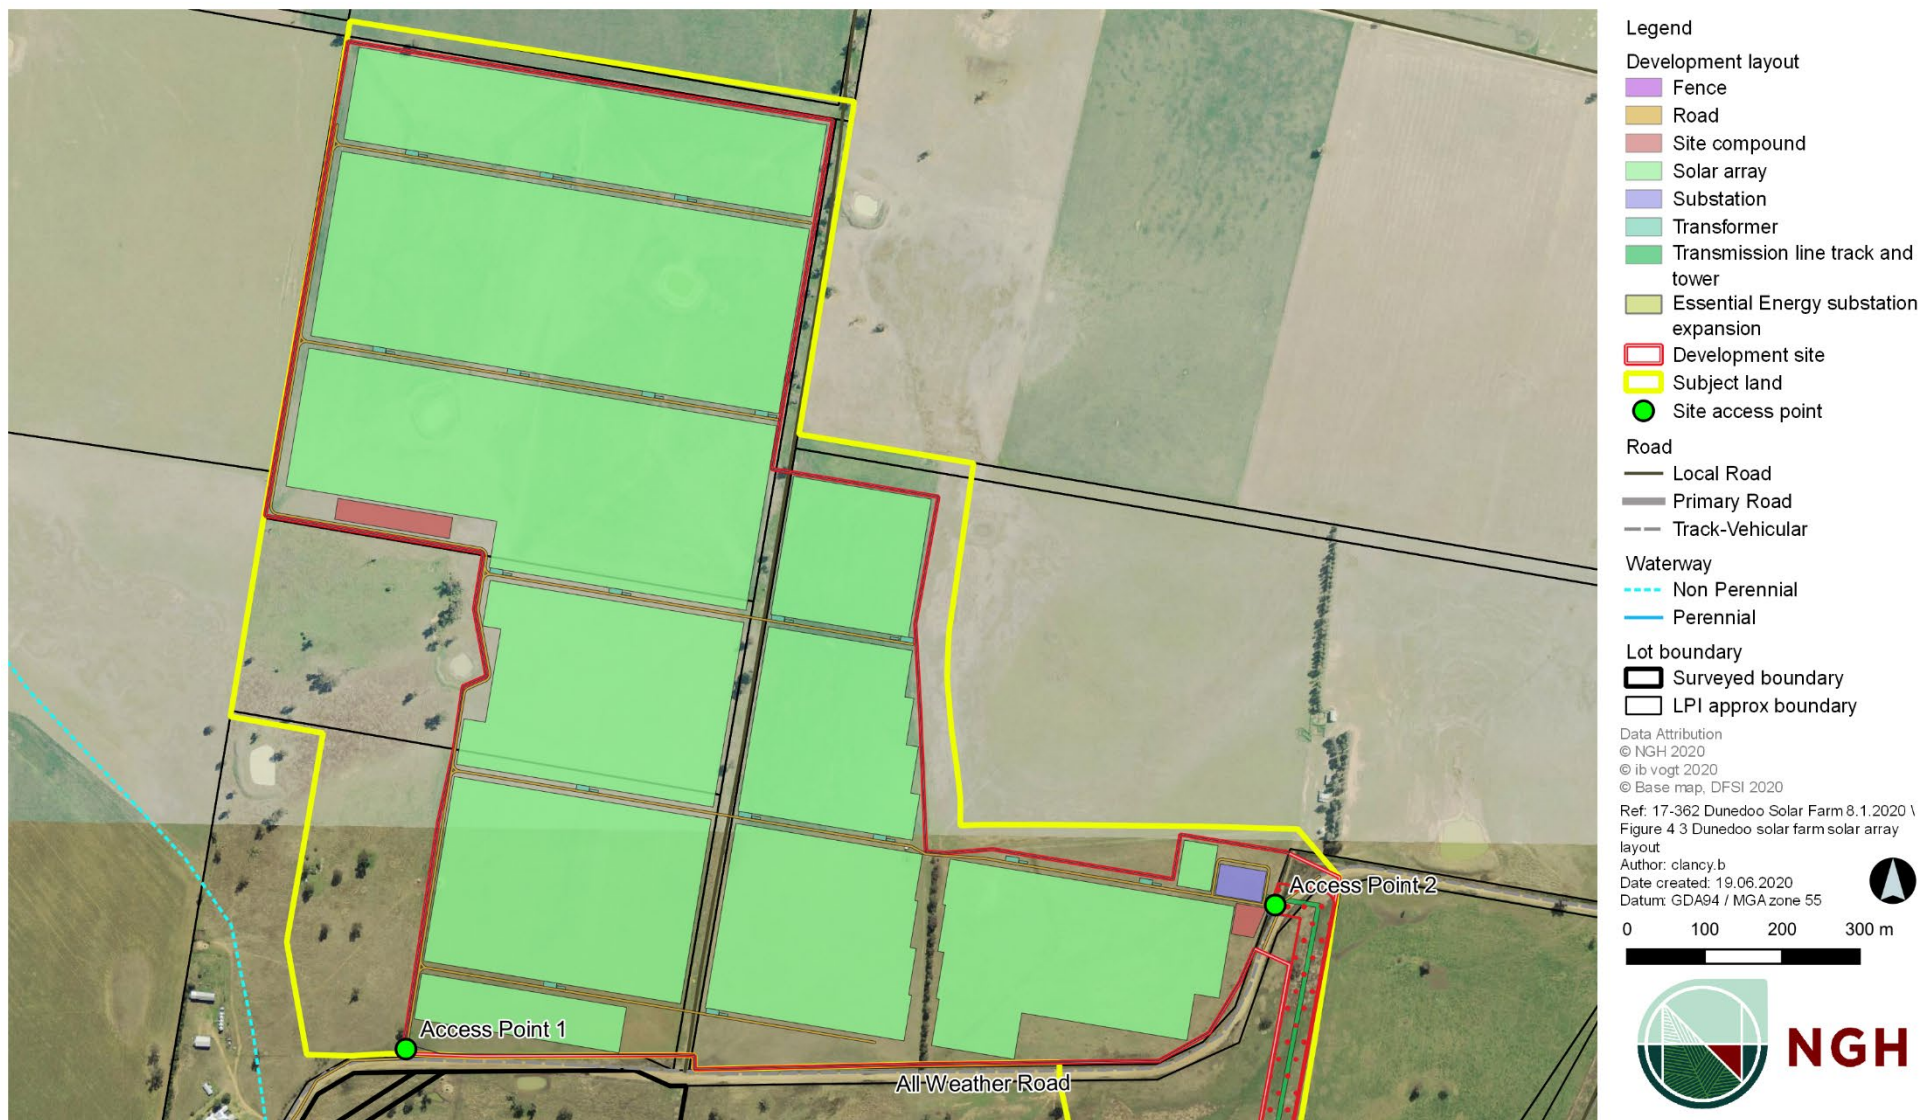 Legend
Development layout
Fence
Road
Site compound
Solar array
Substation
Transformer
Transmission line track and
tower
Essential Energy substation
expansion
Development site
Subject land
Site access point
Road
Local Road
Primary Road
Track-Vehicular
Waterway
Non Perennial
Perennial
Lot boundary
Surveyed boundary
LPI approx boundary
Data Attribution
© NGH 2020
© ib vogt 2020
© Base map, DFSI 2020
Ref: 17-362 Dunedoo Solar Farm 8.1.2020 \
Figure 4 3 Dunedoo solar farm solar array
layout
Author: clancy.b
Date created: 19.06.2020
Datum: GDA94 / MGA zone 55
0 100 200 300 m
NGH
Access Point 2
Access Point 1
All Weather Road